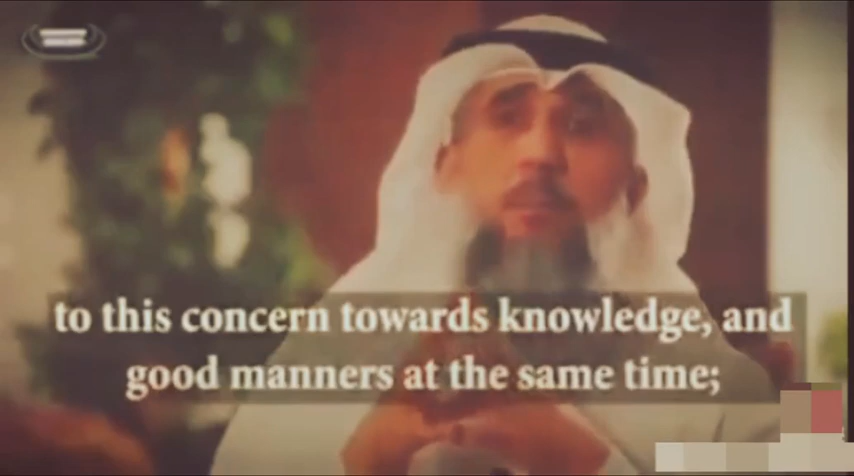 to this concern towards knowledge, and
good manners at the same time;